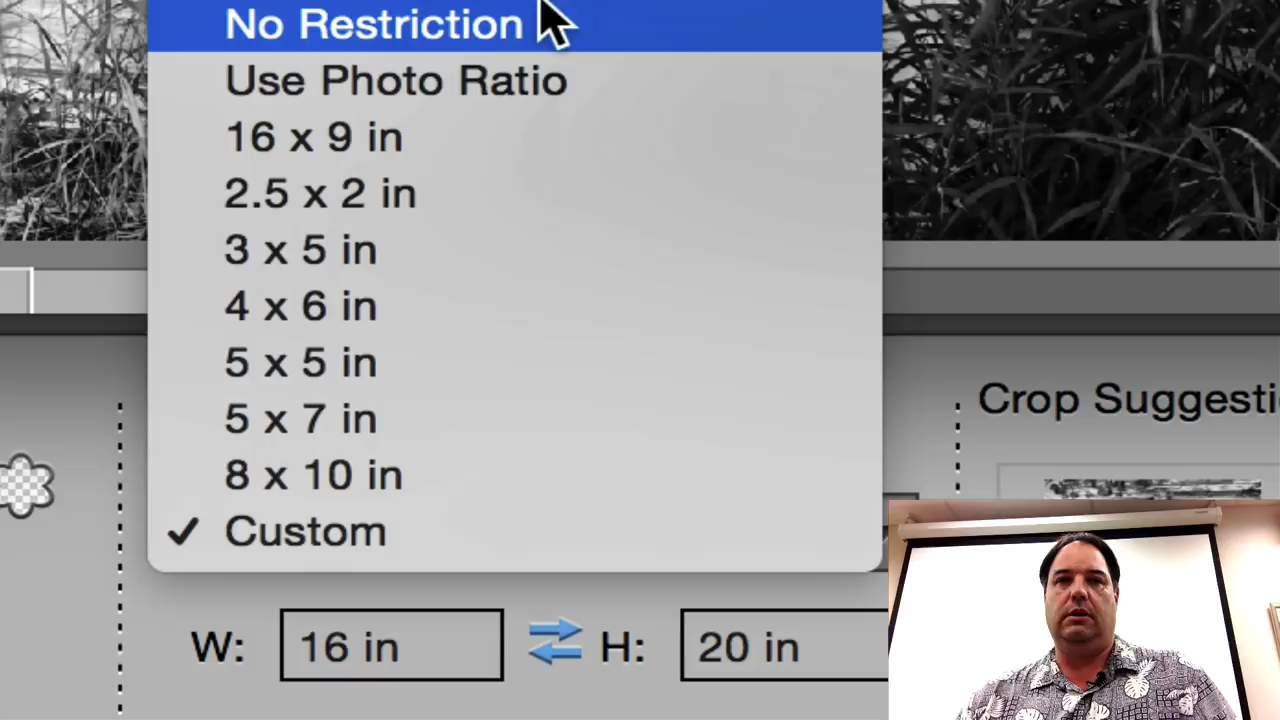 No Restriction
Use Photo Ratio
16 x 9 in
2.5 x 2 in
3 x 5 in
4 x 6 in
5 x 5 in
5 x 7 in
8 x 10 in
✓ Custom
Crop Suggesti
W: 16 in H: 20 in